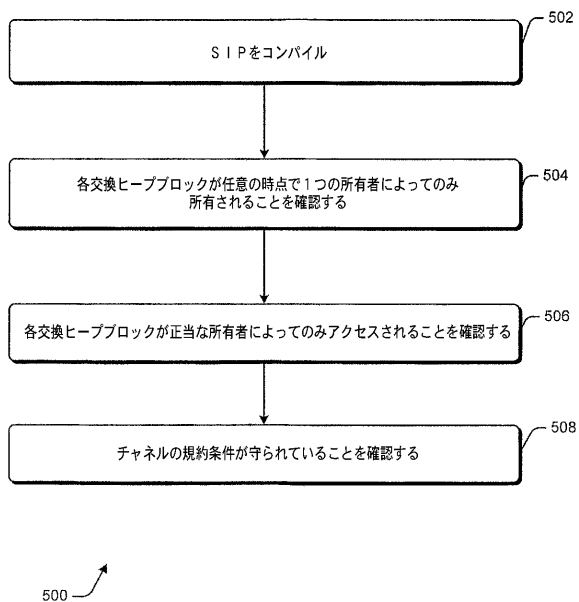 502
ＳＩＰをコンパイル
504
各交換ヒープブロックが任意の時点で１つの所有者によってのみ
所有されることを確認する
506
各交換ヒープブロックが正当な所有者によってのみアクセスされることを確認する
508
チャネルの規約条件が守られていることを確認する
500